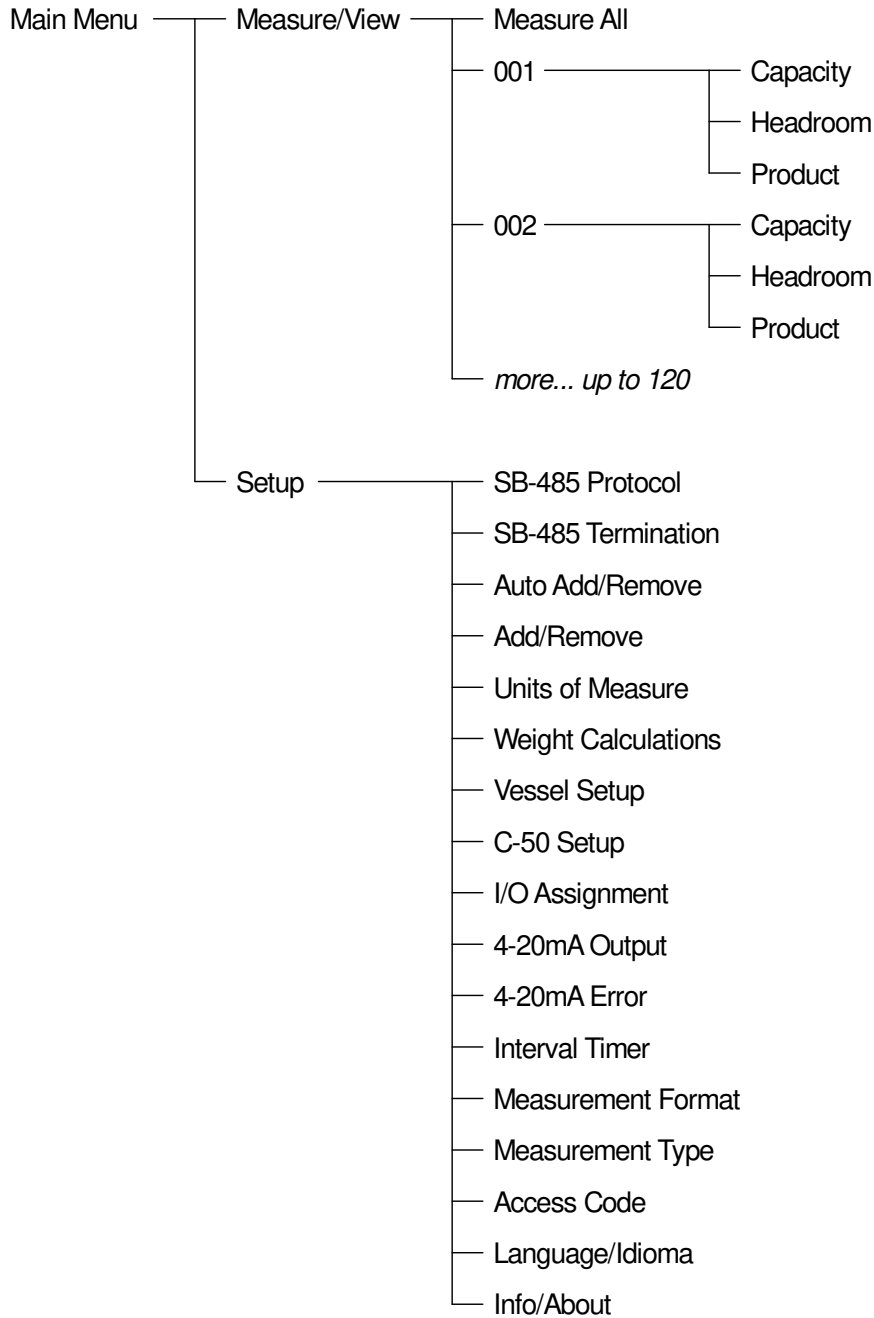 Main Menu Measure/View Measure All
001 Capacity
Headroom
Product
002 Capacity
Headroom
Product
more... up to 120
Setup SB-485 Protocol
SB-485 Termination
Auto Add/Remove
Add/Remove
Units of Measure
Weight Calculations
Vessel Setup
C-50 Setup
I/O Assignment
4-20mA Output
4-20mA Error
Interval Timer
Measurement Format
Measurement Type
Access Code
Language/Idioma
Info/About